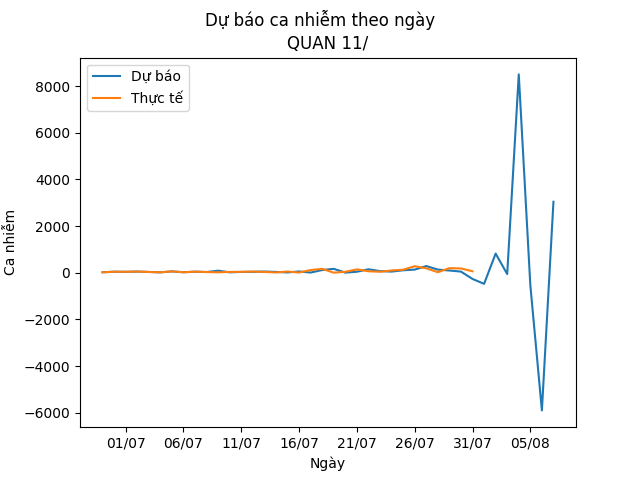 Dự báo ca nhiễm theo ngày
QUAN 11/
Dự báo
Thực tế
Ca nhiễm
8000
6000
4000
2000
0
−2000
−4000
−6000
01/07 06/07 11/07 16/07 21/07 26/07 31/07 05/08
Ngày